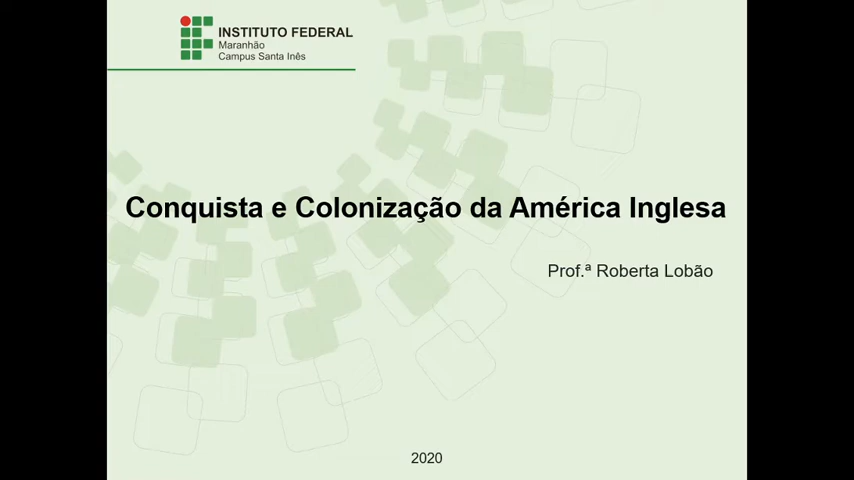 INSTITUTO FEDERAL
Maranhão
Campus Santa Inês
Conquista e Colonização da América Inglesa
Prof.ª Roberta Lobão
2020